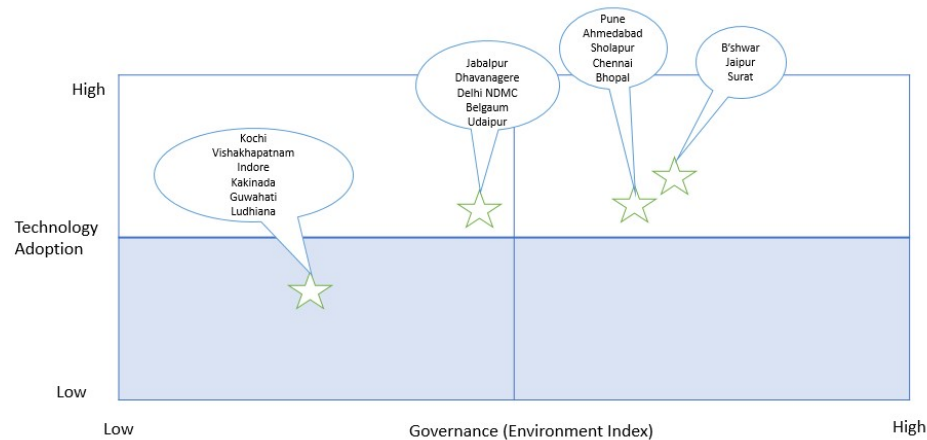 High
Technology
Adoption
Low
Kochi
Vishakhapatnam
Indore
Kakinada
Guwahati
Ludhiana
Jabalpur
Dhavanagere
Delhi NDMC
Belgaum
Udaipur
Pune
Ahmedabad
Sholapur
Chennai
Bhopal
B'shwar
Jaipur
Surat
Low
Governance (Environment Index)
High